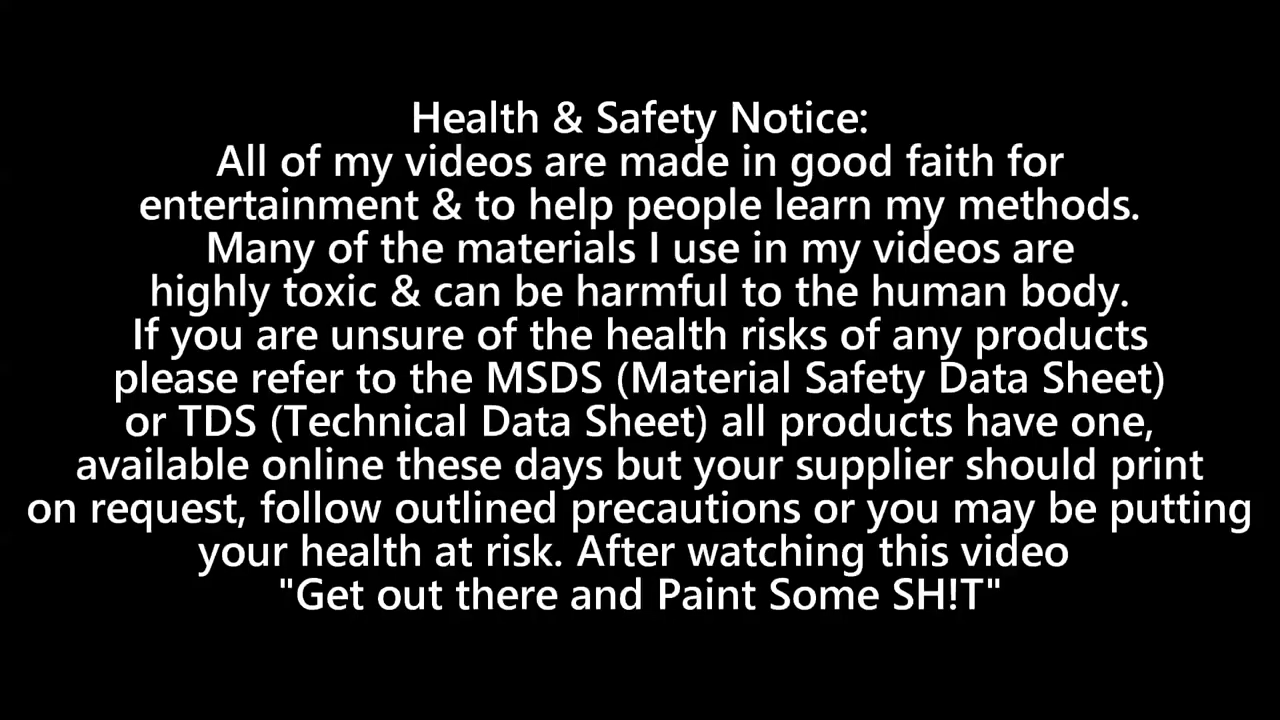 Health & Safety Notice:
All of my videos are made in good faith for
entertainment & to help people learn my methods.
Many of the materials I use in my videos are
highly toxic & can be harmful to the human body.
If you are unsure of the health risks of any products
please refer to the MSDS (Material Safety Data Sheet)
or TDS (Technical Data Sheet) all products have one,
available online these days but your supplier should print
on request, follow outlined precautions or you may be putting
your health at risk. After watching this video
"Get out there and Paint Some SH!T"